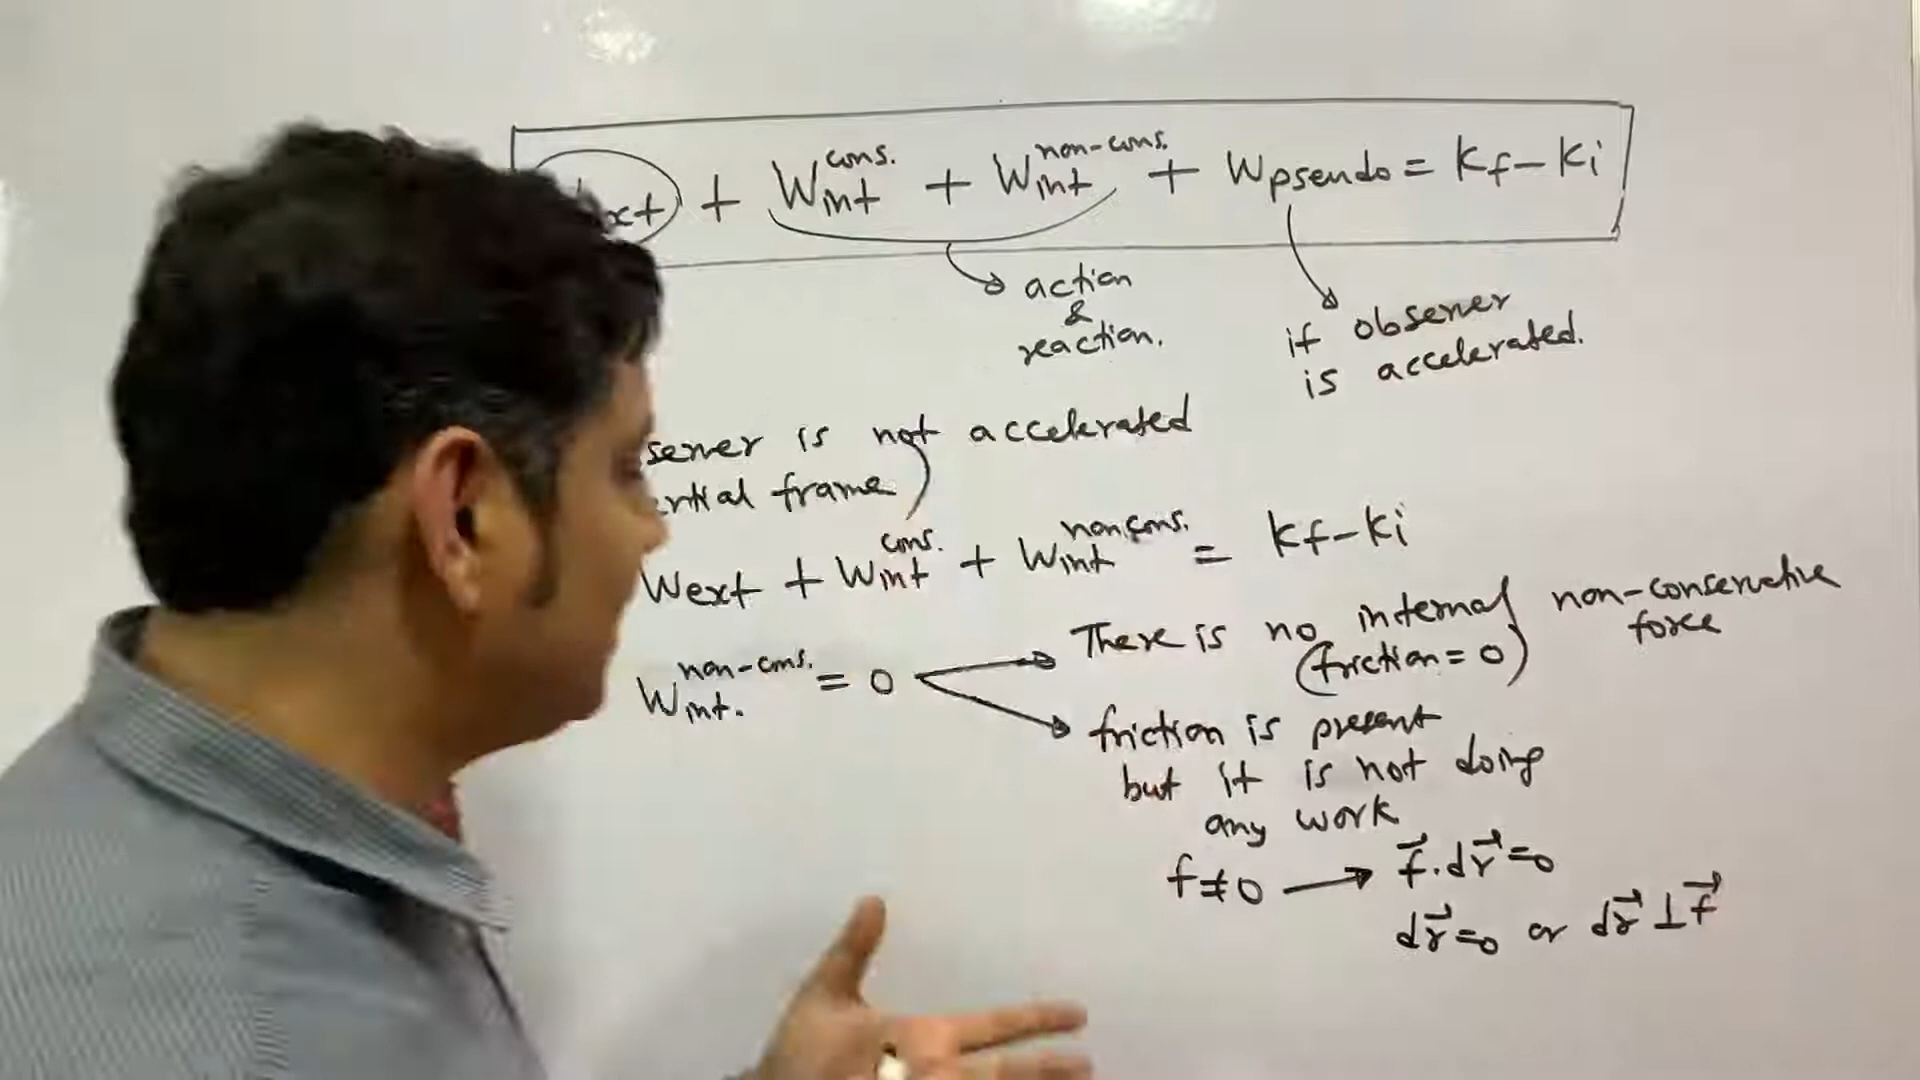 xt + Wint cons. + Wint non-cons. + Wpseudo = Kf - Ki
action
&
reaction.
if observer
is accelerated.
server is not accelerated
ertial frame
Wext + Wint cons. + Wint non cons. = Kf - Ki
Wint. non-cons. = 0
There is no internal non-conservative
force
(friction = 0)
friction is present
but it is not doing
any work
f ≠ 0 → f⃗.dr⃗ = 0
dr⃗ = 0 or dr⃗ ⊥ f⃗